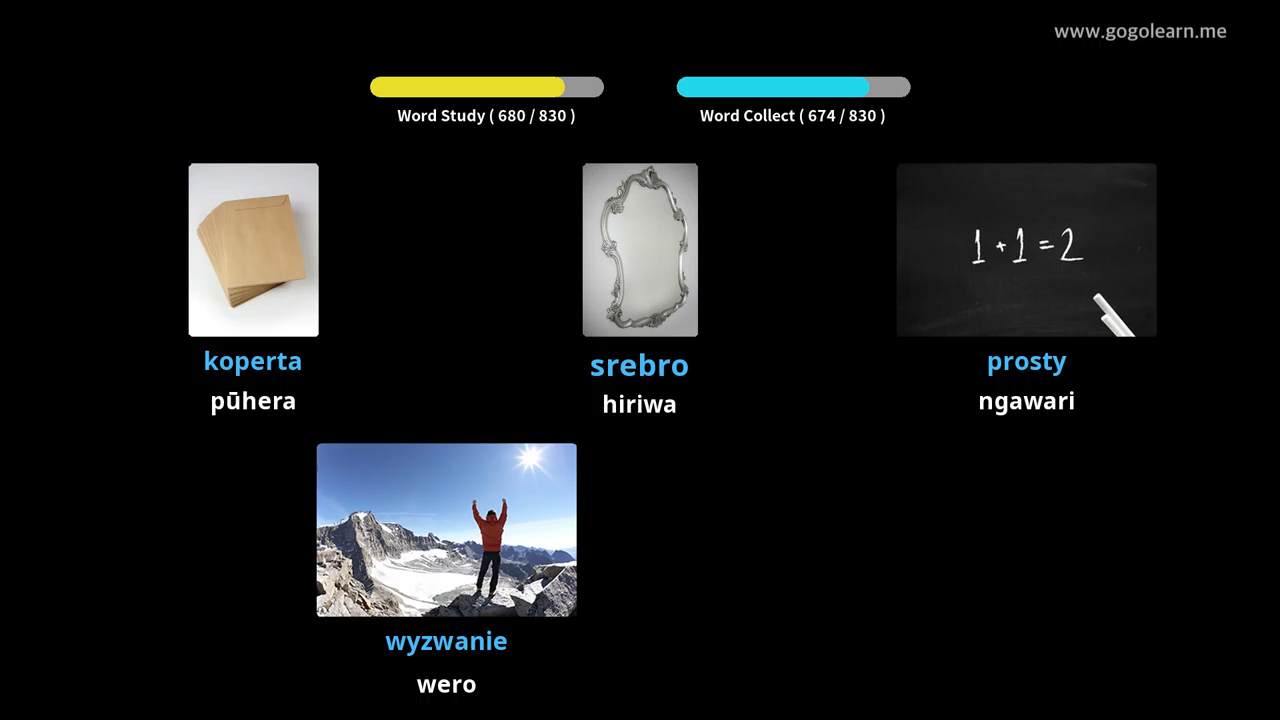 www.gogolearn.me
Word Study ( 680 / 830 )
Word Collect ( 674 / 830 )
1 + 1 = 2
koperta
srebro
prosty
pūhera
hiriwa
ngawari
wyzwanie
wero